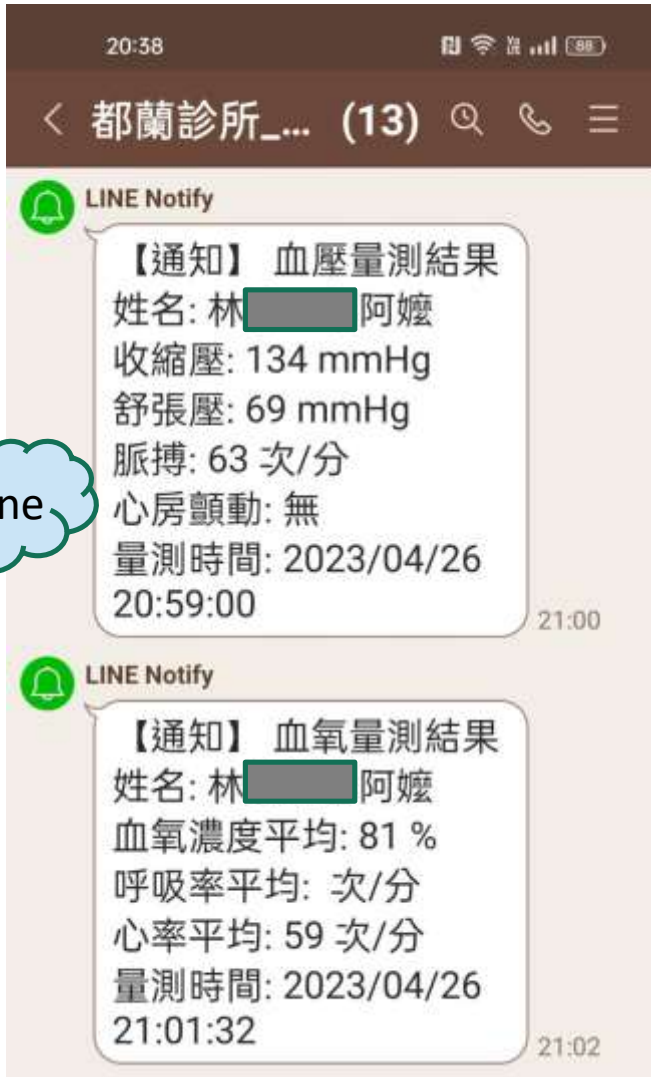 20:38
88
都蘭診所_... (13)
LINE Notify
【通知】 血壓量測結果
姓名: 林 阿嬤
收縮壓: 134 mmHg
舒張壓: 69 mmHg
脈搏: 63 次/分
ne
心房顫動: 無
量測時間: 2023/04/26
20:59:00
21:00
LINE Notify
【通知】 血氧量測結果
姓名: 林 阿嬤
血氧濃度平均: 81 %
呼吸率平均: 次/分
心率平均: 59 次/分
量測時間: 2023/04/26
21:01:32
21:02